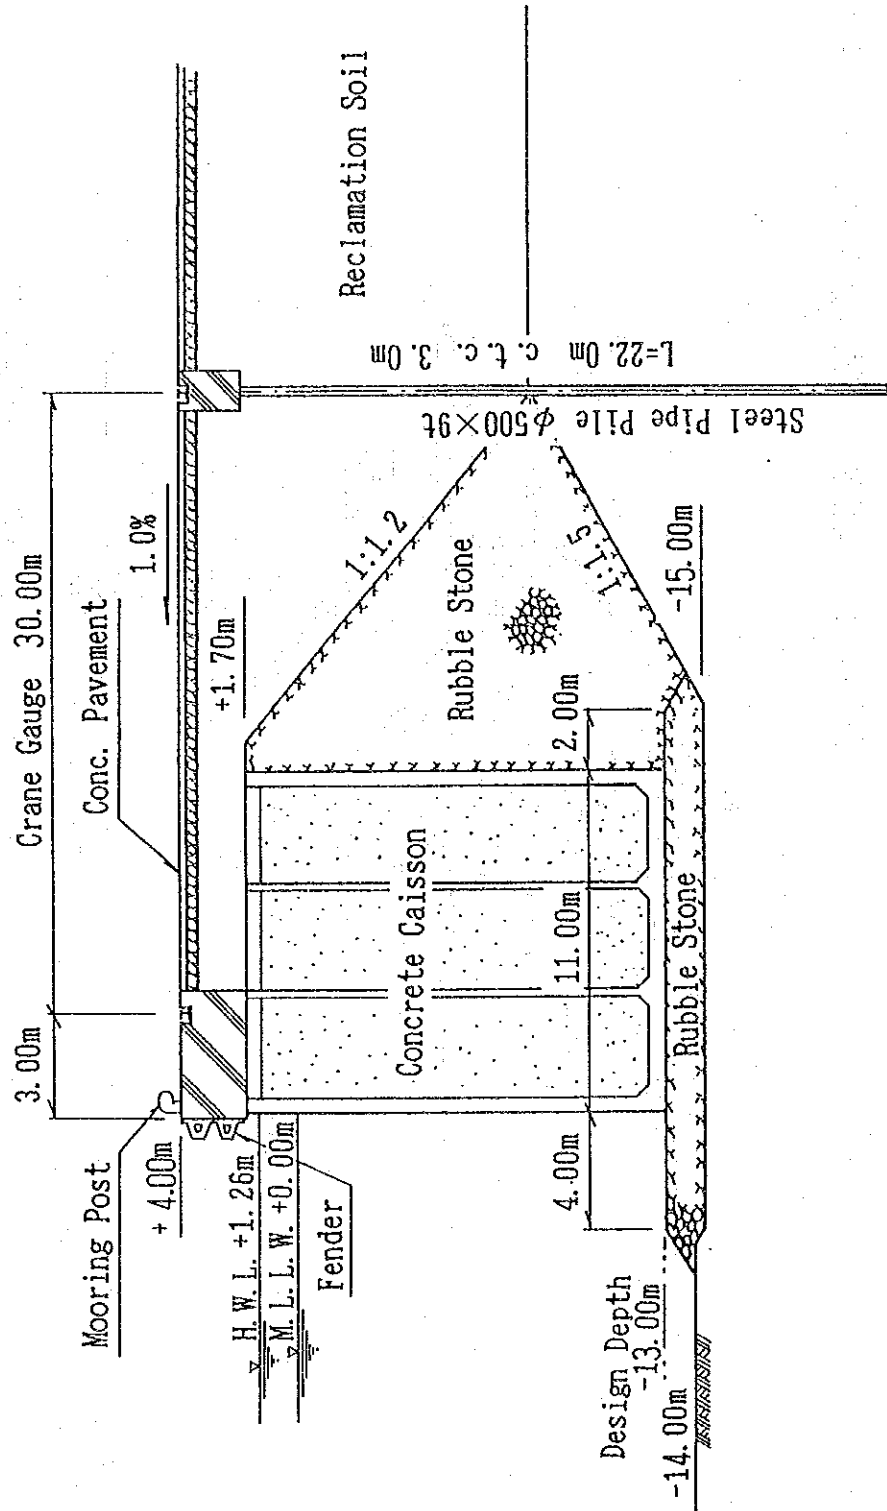 Crane Gauge 30.00m
3.00m
Mooring Post
Conc. Pavement
+4.00m
1.0%
+1.70m
H.W.L. +1.26m
M.L.L.W. +0.00m
Fender
Reclamation Soil
1:1.2
Rubble Stone
Concrete Caisson
L=22.0m c.t.c. 3.0m
Steel Pipe Pile φ500×9t
1:1.5
4.00m
11.00m
2.00m
Design Depth
-13.00m
-14.00m
Rubble Stone
-15.00m